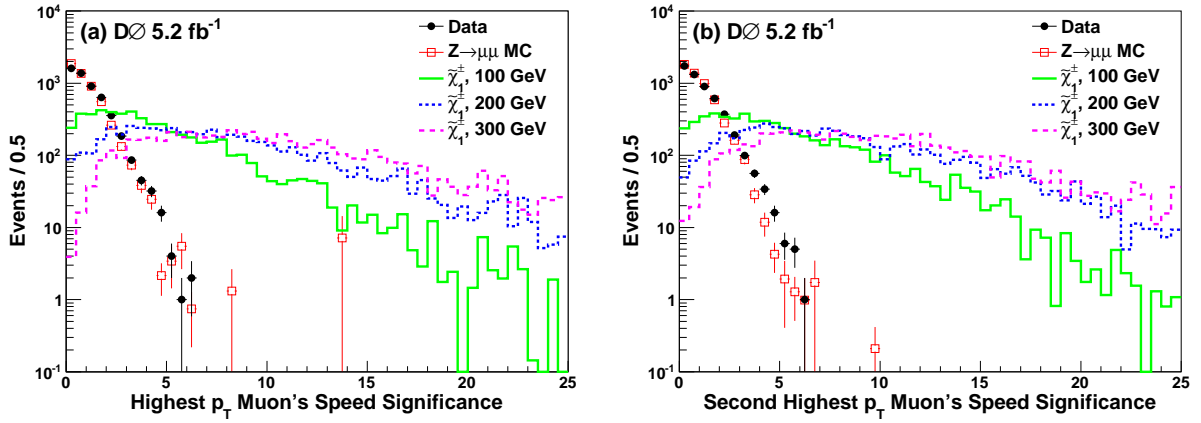 (a) DØ 5.2 fb⁻¹
Data
Z→μμ MC
χ̃₁±, 100 GeV
χ̃₁±, 200 GeV
χ̃₁±, 300 GeV
Events / 0.5
10⁴
10³
10²
10
1
10⁻¹
0 5 10 15 20 25
Highest p_T Muon's Speed Significance
(b) DØ 5.2 fb⁻¹
Data
Z→μμ MC
χ̃₁±, 100 GeV
χ̃₁±, 200 GeV
χ̃₁±, 300 GeV
Events / 0.5
10⁴
10³
10²
10
1
10⁻¹
0 5 10 15 20 25
Second Highest p_T Muon's Speed Significance